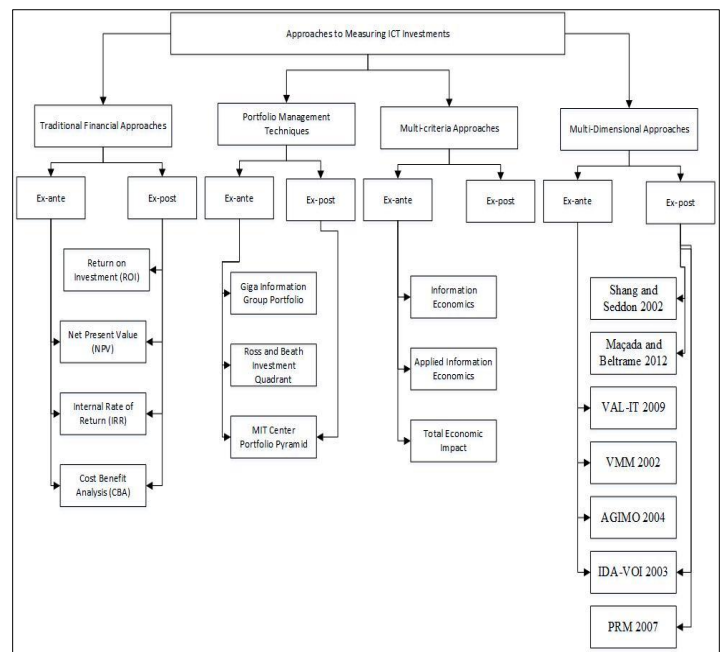 Approaches to Measuring ICT Investments
Traditional Financial Approaches
Portfolio Management
Techniques
Multi-criteria Approaches
Multi-Dimensional Approaches
Ex-ante
Ex-post
Ex-ante
Ex-post
Ex-ante
Ex-post
Ex-ante
Ex-post
Return on
Investment (ROI)
Net Present Value
(NPV)
Internal Rate of
Return (IRR)
Cost Benefit
Analysis (CBA)
Giga Information
Group Portfolio
Ross and Beath
Investment
Quadrant
MIT Center
Portfolio Pyramid
Information
Economics
Applied Information
Economics
Total Economic
Impact
Shang and
Seddon 2002
Maçada and
Beltrame 2012
VAL-IT 2009
VMM 2002
AGIMO 2004
IDA-VOI 2003
PRM 2007